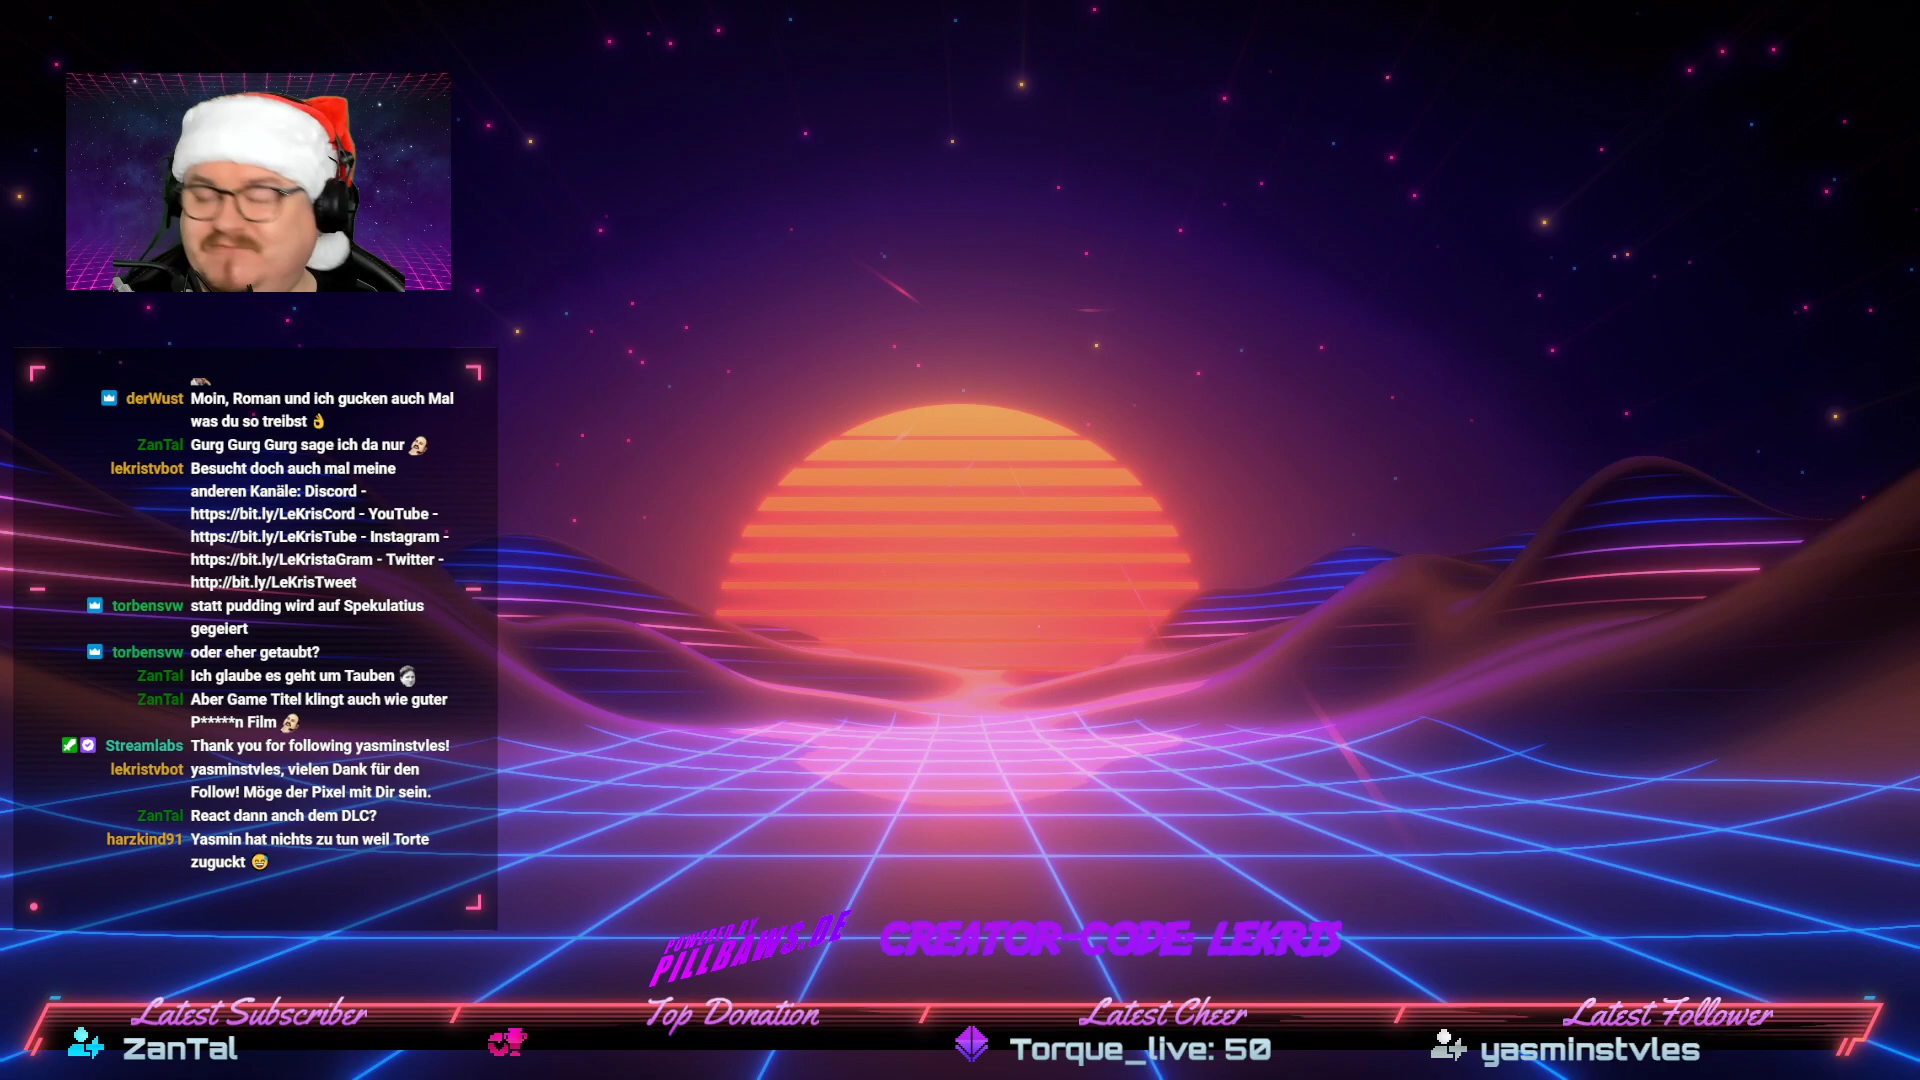 derWust Moin, Roman und ich gucken auch Mal
was du so treibst 👌
ZanTal Gurg Gurg Gurg sage ich da nur
lekristvbot Besucht doch auch mal meine
anderen Kanäle: Discord -
https://bit.ly/LeKrisCord - YouTube -
https://bit.ly/LeKrisTube - Instagram -
https://bit.ly/LeKristaGram - Twitter -
http://bit.ly/LeKrisTweet
torbensvw statt pudding wird auf Spekulatius
gegeiert
torbensvw oder eher getaubt?
ZanTal Ich glaube es geht um Tauben
ZanTal Aber Game Titel klingt auch wie guter
P*****n Film
Streamlabs Thank you for following yasminstvles!
lekristvbot yasminstvles, vielen Dank für den
Follow! Möge der Pixel mit Dir sein.
ZanTal React dann anch dem DLC?
harzkind91 Yasmin hat nichts zu tun weil Torte
zuguckt 😅
POWERED BY
PILLBAWS.DE
CREATOR-CODE: LEKRIS
Latest Subscriber
ZanTal
Top Donation
Latest Cheer
Torque_live: 50
Latest Follower
yasminstvles